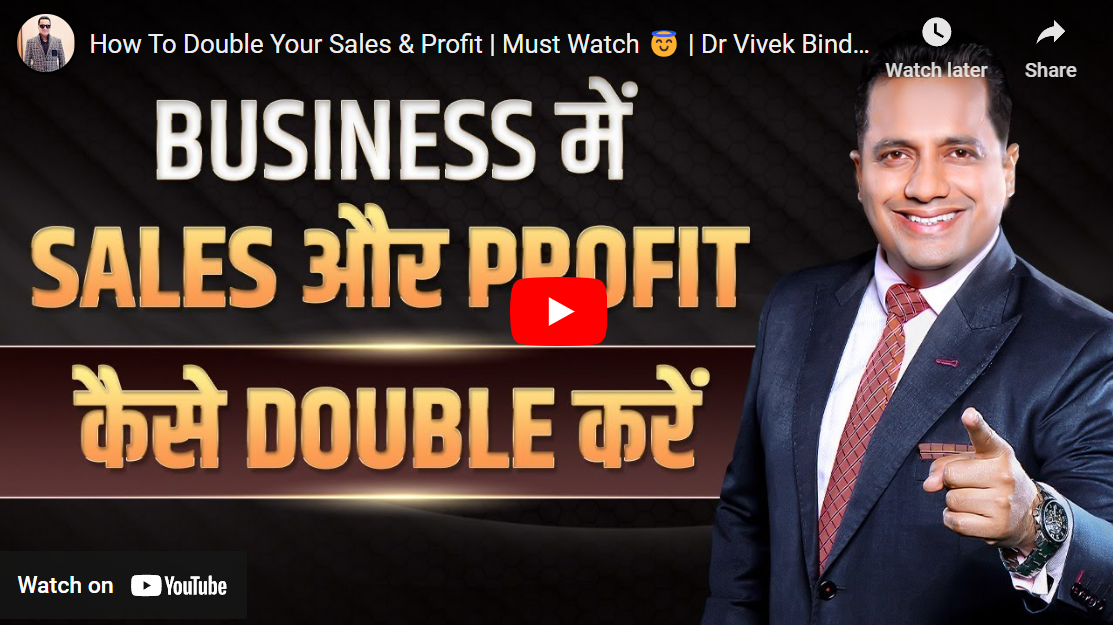 How To Double Your Sales & Profit | Must Watch 😇 | Dr Vivek Bind...
Watch later
Share
BUSINESS में
SALES और PROFIT
कैसे DOUBLE करें
Watch on YouTube